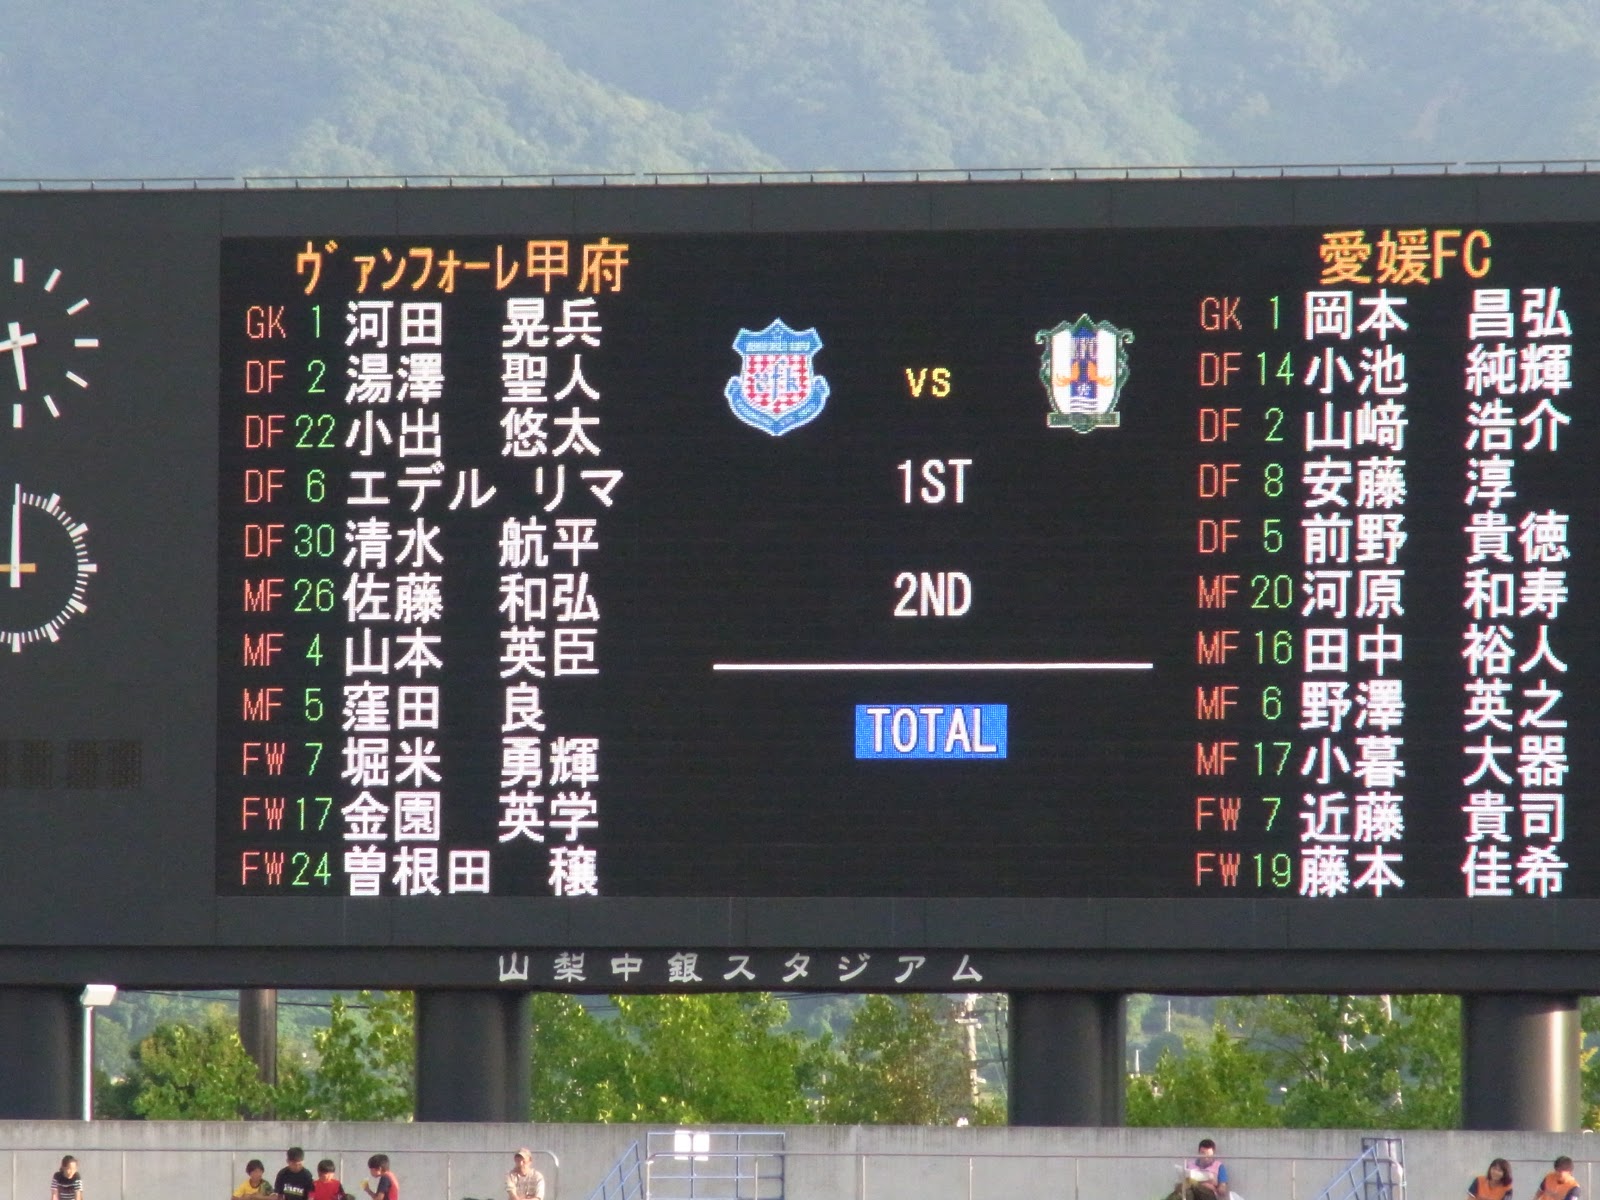 ヴァンフォーレ甲府
GK 1 河田 晃兵
DF 2 湯澤 聖人
DF 22 小出 悠太
DF 6 エデル リマ
DF 30 清水 航平
MF 26 佐藤 和弘
MF 4 山本 英臣
MF 5 窪田 良
FW 7 堀米 勇輝
FW 17 金園 英学
FW 24 曽根田 穣
vs
1ST
2ND
TOTAL
愛媛FC
GK 1 岡本 昌弘
DF 14 小池 純輝
DF 2 山﨑 浩介
DF 8 安藤 淳
DF 5 前野 貴徳
MF 20 河原 和寿
MF 16 田中 裕人
MF 6 野澤 英之
MF 17 小暮 大器
FW 7 近藤 貴司
FW 19 藤本 佳希
山梨中銀スタジアム